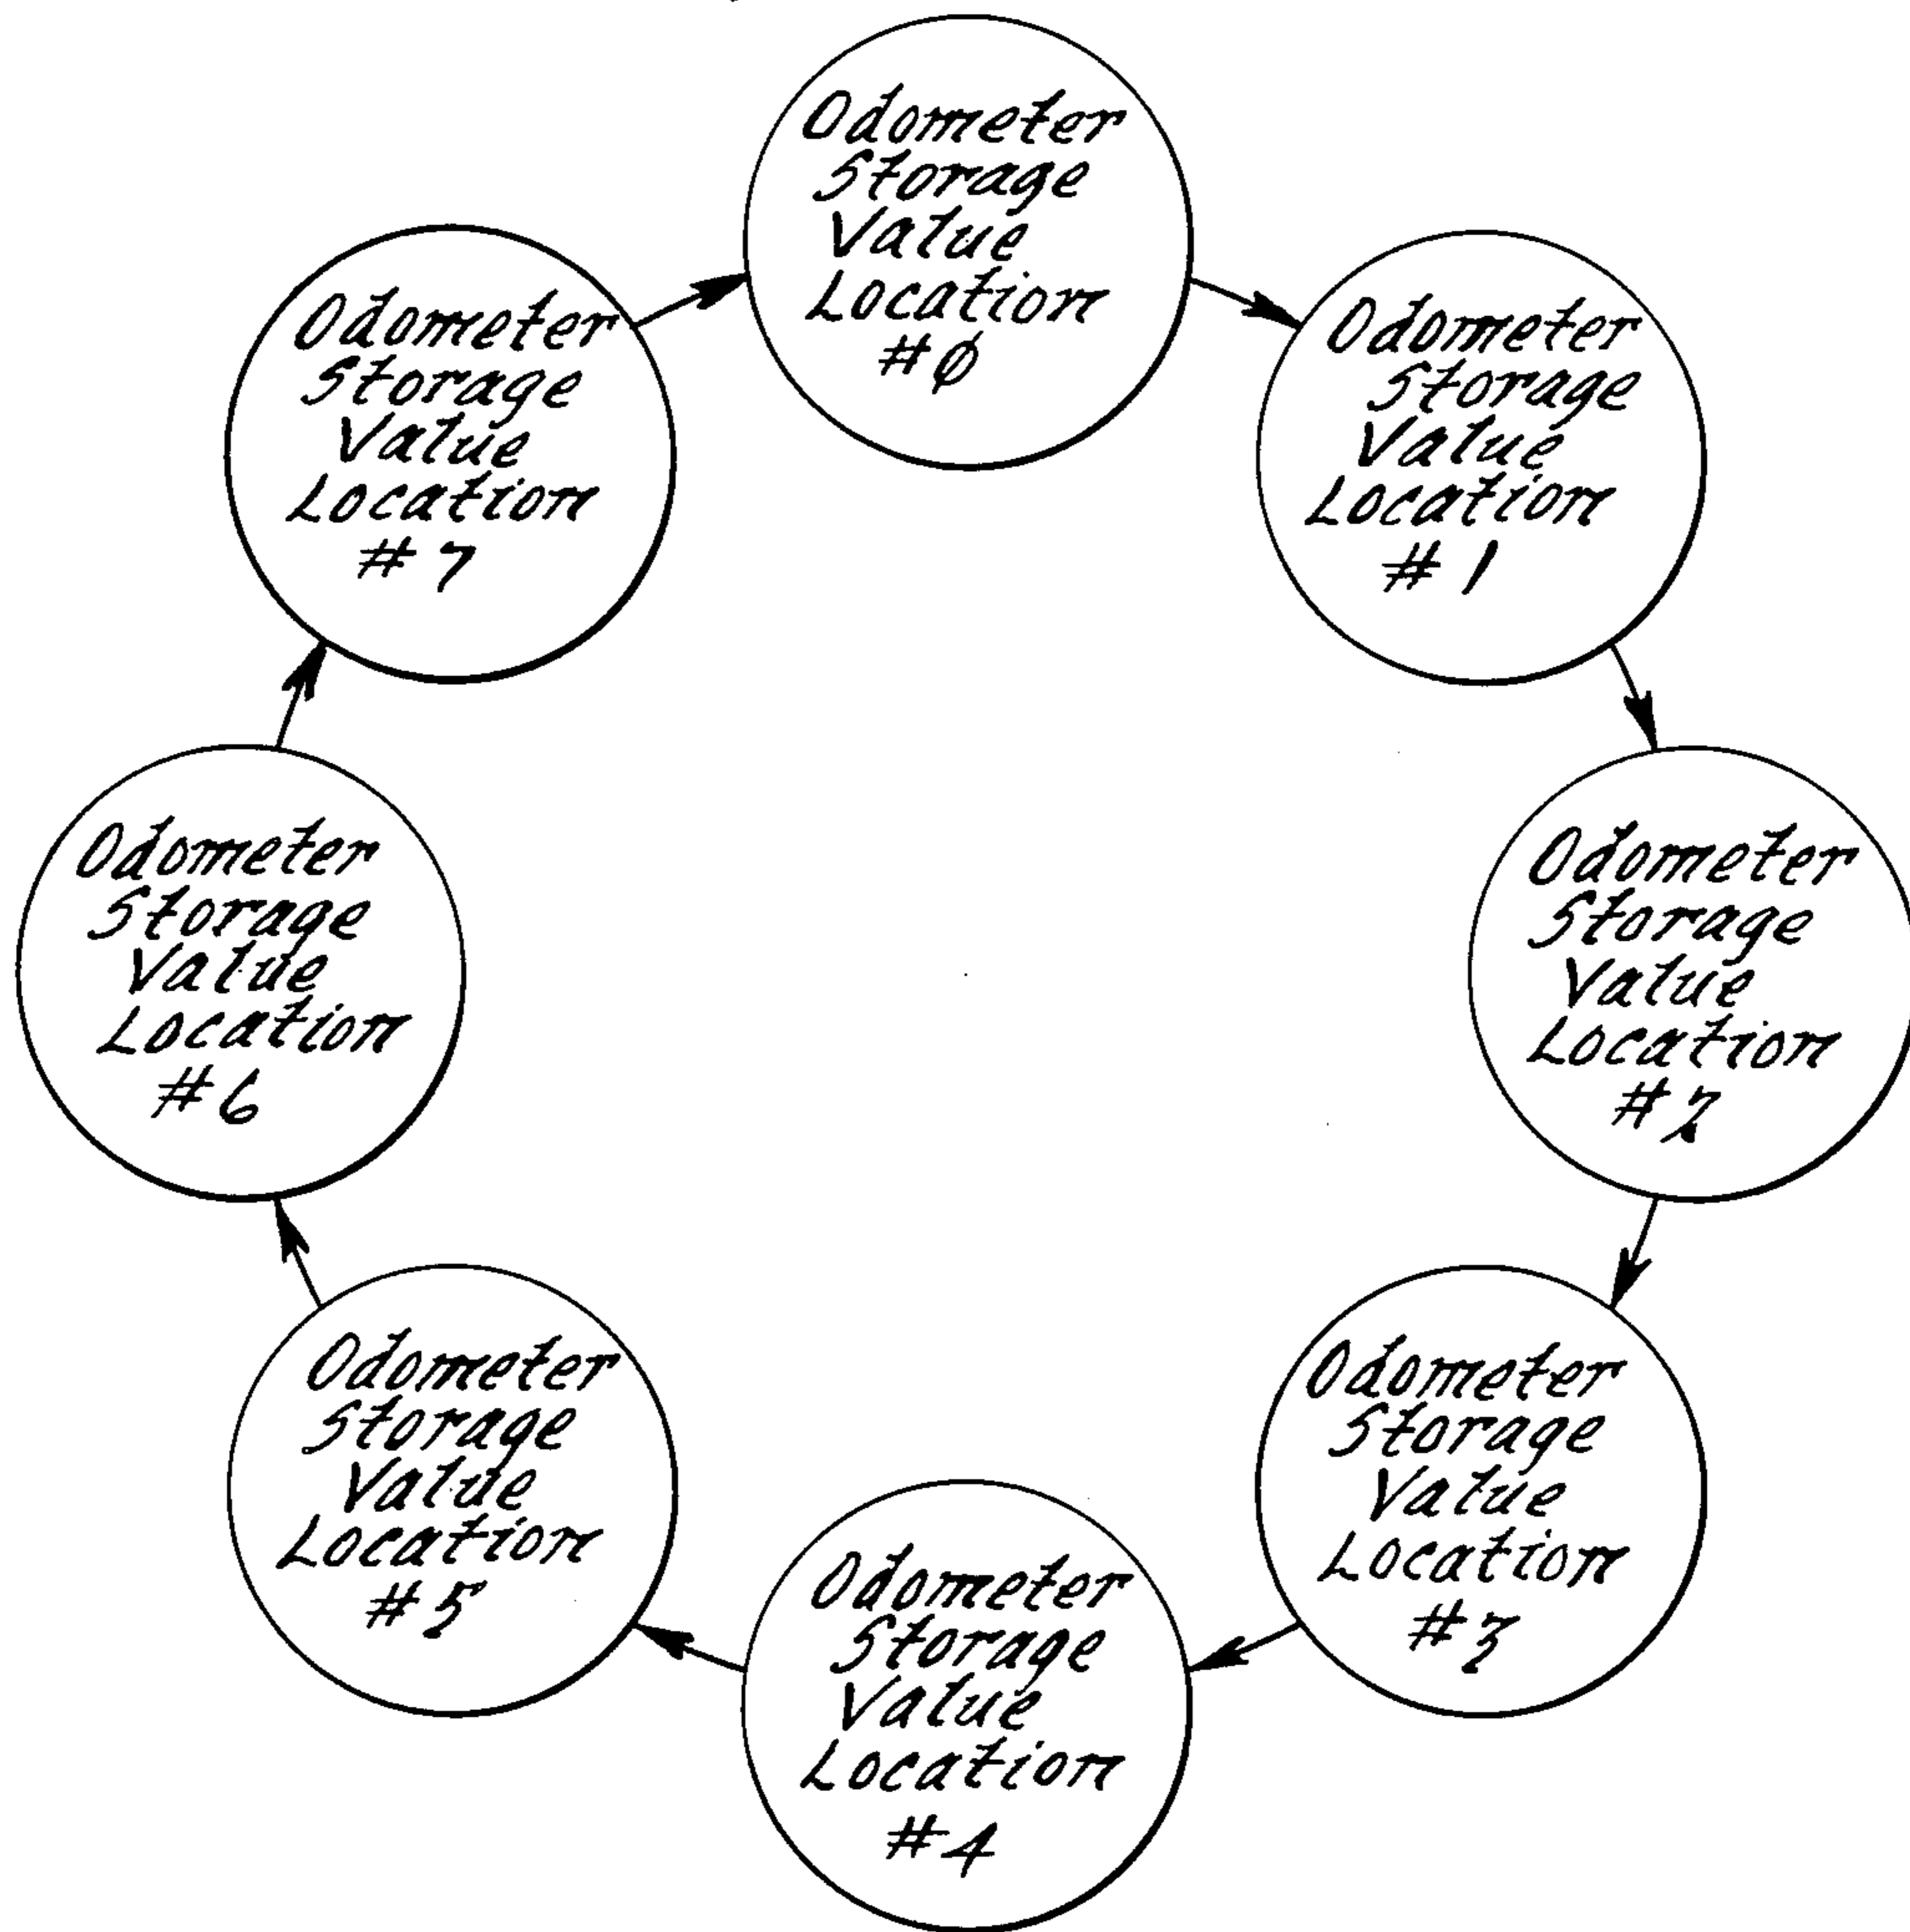 Odometer
Storage
Value
Location
#0
Odometer
Storage
Value
Location
#1
Odometer
Storage
Value
Location
#2
Odometer
Storage
Value
Location
#3
Odometer
Storage
Value
Location
#4
Odometer
Storage
Value
Location
#5
Odometer
Storage
Value
Location
#6
Odometer
Storage
Value
Location
#7